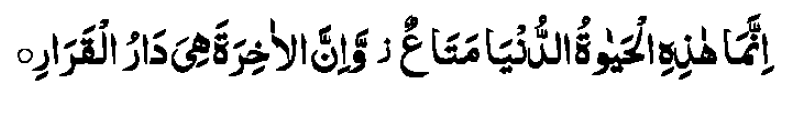 اِنَّمَا هٰذِهِ الْحَيٰوةُ الدُّنْيَا مَتَاعٌ ز وَّاِنَّ الْاٰخِرَةَ هِىَ دَارُ الْقَرَارِ ○